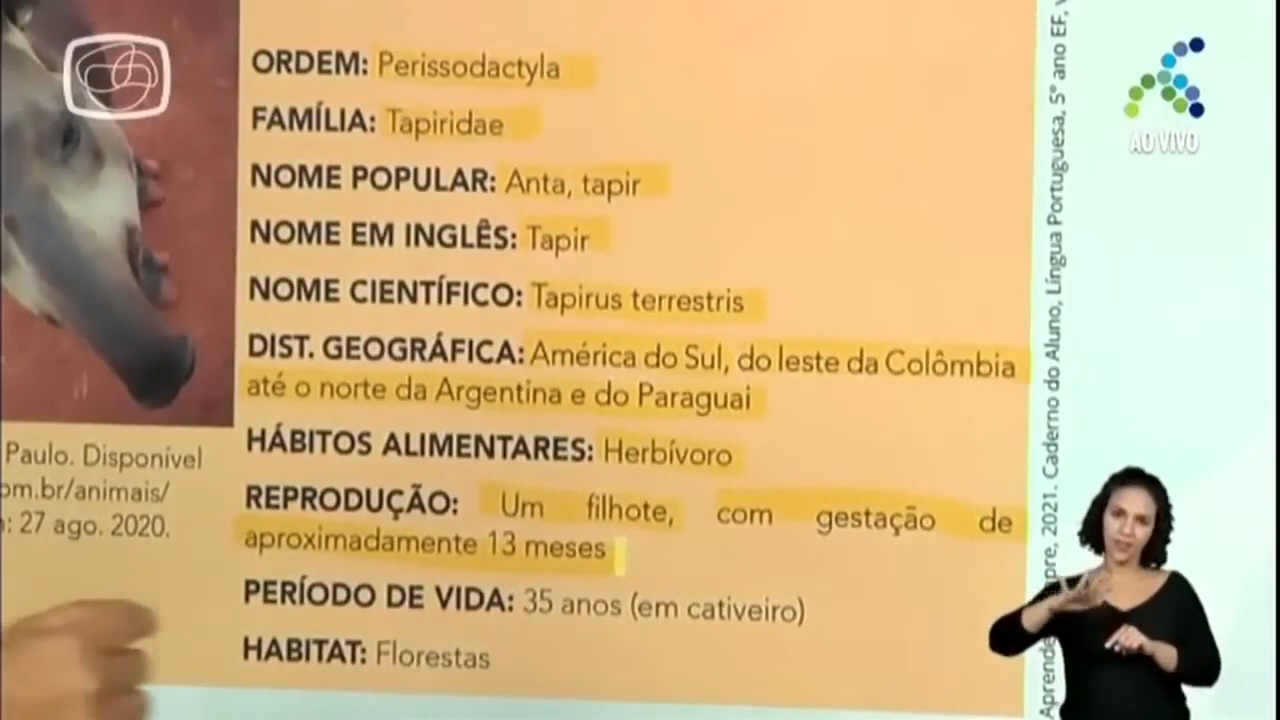 ORDEM: Perissodactyla
FAMÍLIA: Tapiridae
NOME POPULAR: Anta, tapir
NOME EM INGLÊS: Tapir
NOME CIENTÍFICO: Tapirus terrestris
DIST. GEOGRÁFICA: América do Sul, do leste da Colômbia
até o norte da Argentina e do Paraguai
HÁBITOS ALIMENTARES: Herbívoro
REPRODUÇÃO: Um filhote, com gestação de
aproximadamente 13 meses
PERÍODO DE VIDA: 35 anos (em cativeiro)
HABITAT: Florestas
Paulo. Disponível
om.br/animais/
: 27 ago. 2020.
AO VIVO
2021. Caderno do Aluno, Língua Portuguesa, 5º ano EF,